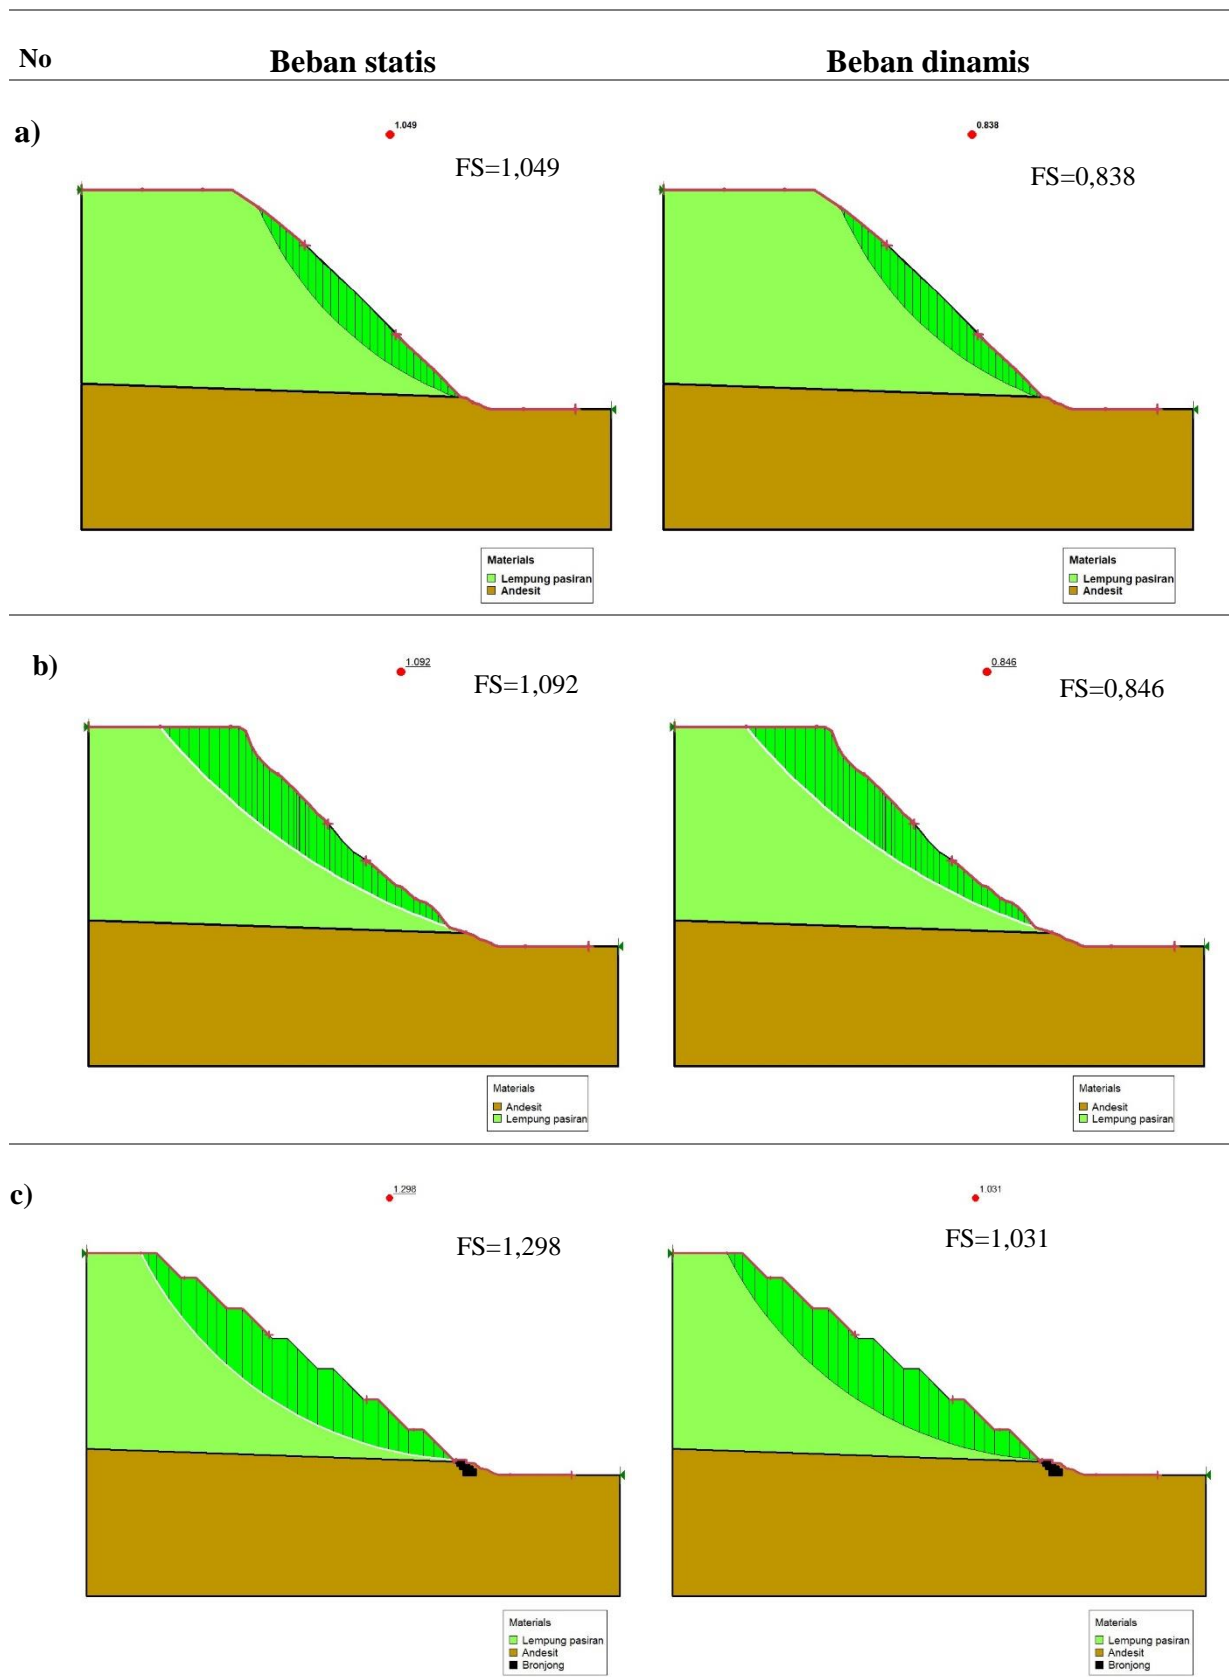 No Beban statis Beban dinamis
a)
1.049
FS=1,049
0.838
FS=0,838
Materials
Lempung pasiran
Andesit
Materials
Lempung pasiran
Andesit
b)
1.092
FS=1,092
0.846
FS=0,846
Materials
Andesit
Lempung pasiran
Materials
Andesit
Lempung pasiran
c)
1.298
FS=1,298
1.031
FS=1,031
Materials
Lempung pasiran
Andesit
Bronjong
Materials
Lempung pasiran
Andesit
Bronjong